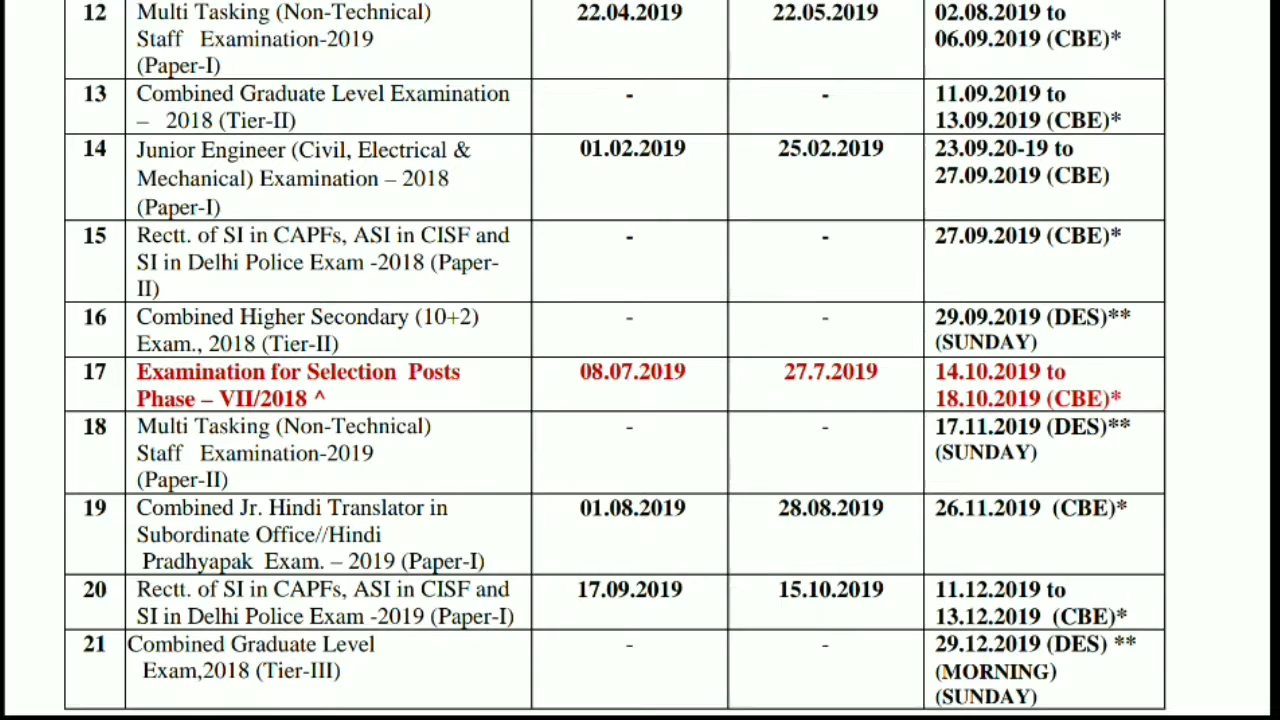 12 Multi Tasking (Non-Technical) 22.04.2019 22.05.2019 02.08.2019 to
Staff Examination-2019 06.09.2019 (CBE)*
(Paper-I)
13 Combined Graduate Level Examination - - 11.09.2019 to
– 2018 (Tier-II) 13.09.2019 (CBE)*
14 Junior Engineer (Civil, Electrical & 01.02.2019 25.02.2019 23.09.20-19 to
Mechanical) Examination – 2018 27.09.2019 (CBE)
(Paper-I)
15 Rectt. of SI in CAPFs, ASI in CISF and - - 27.09.2019 (CBE)*
SI in Delhi Police Exam -2018 (Paper-
II)
16 Combined Higher Secondary (10+2) - - 29.09.2019 (DES)**
Exam., 2018 (Tier-II) (SUNDAY)
17 Examination for Selection Posts 08.07.2019 27.7.2019 14.10.2019 to
Phase – VII/2018 ^ 18.10.2019 (CBE)*
18 Multi Tasking (Non-Technical) - - 17.11.2019 (DES)**
Staff Examination-2019 (SUNDAY)
(Paper-II)
19 Combined Jr. Hindi Translator in 01.08.2019 28.08.2019 26.11.2019 (CBE)*
Subordinate Office//Hindi
Pradhyapak Exam. – 2019 (Paper-I)
20 Rectt. of SI in CAPFs, ASI in CISF and 17.09.2019 15.10.2019 11.12.2019 to
SI in Delhi Police Exam -2019 (Paper-I) 13.12.2019 (CBE)*
21 Combined Graduate Level - - 29.12.2019 (DES) **
Exam,2018 (Tier-III) (MORNING)
(SUNDAY)